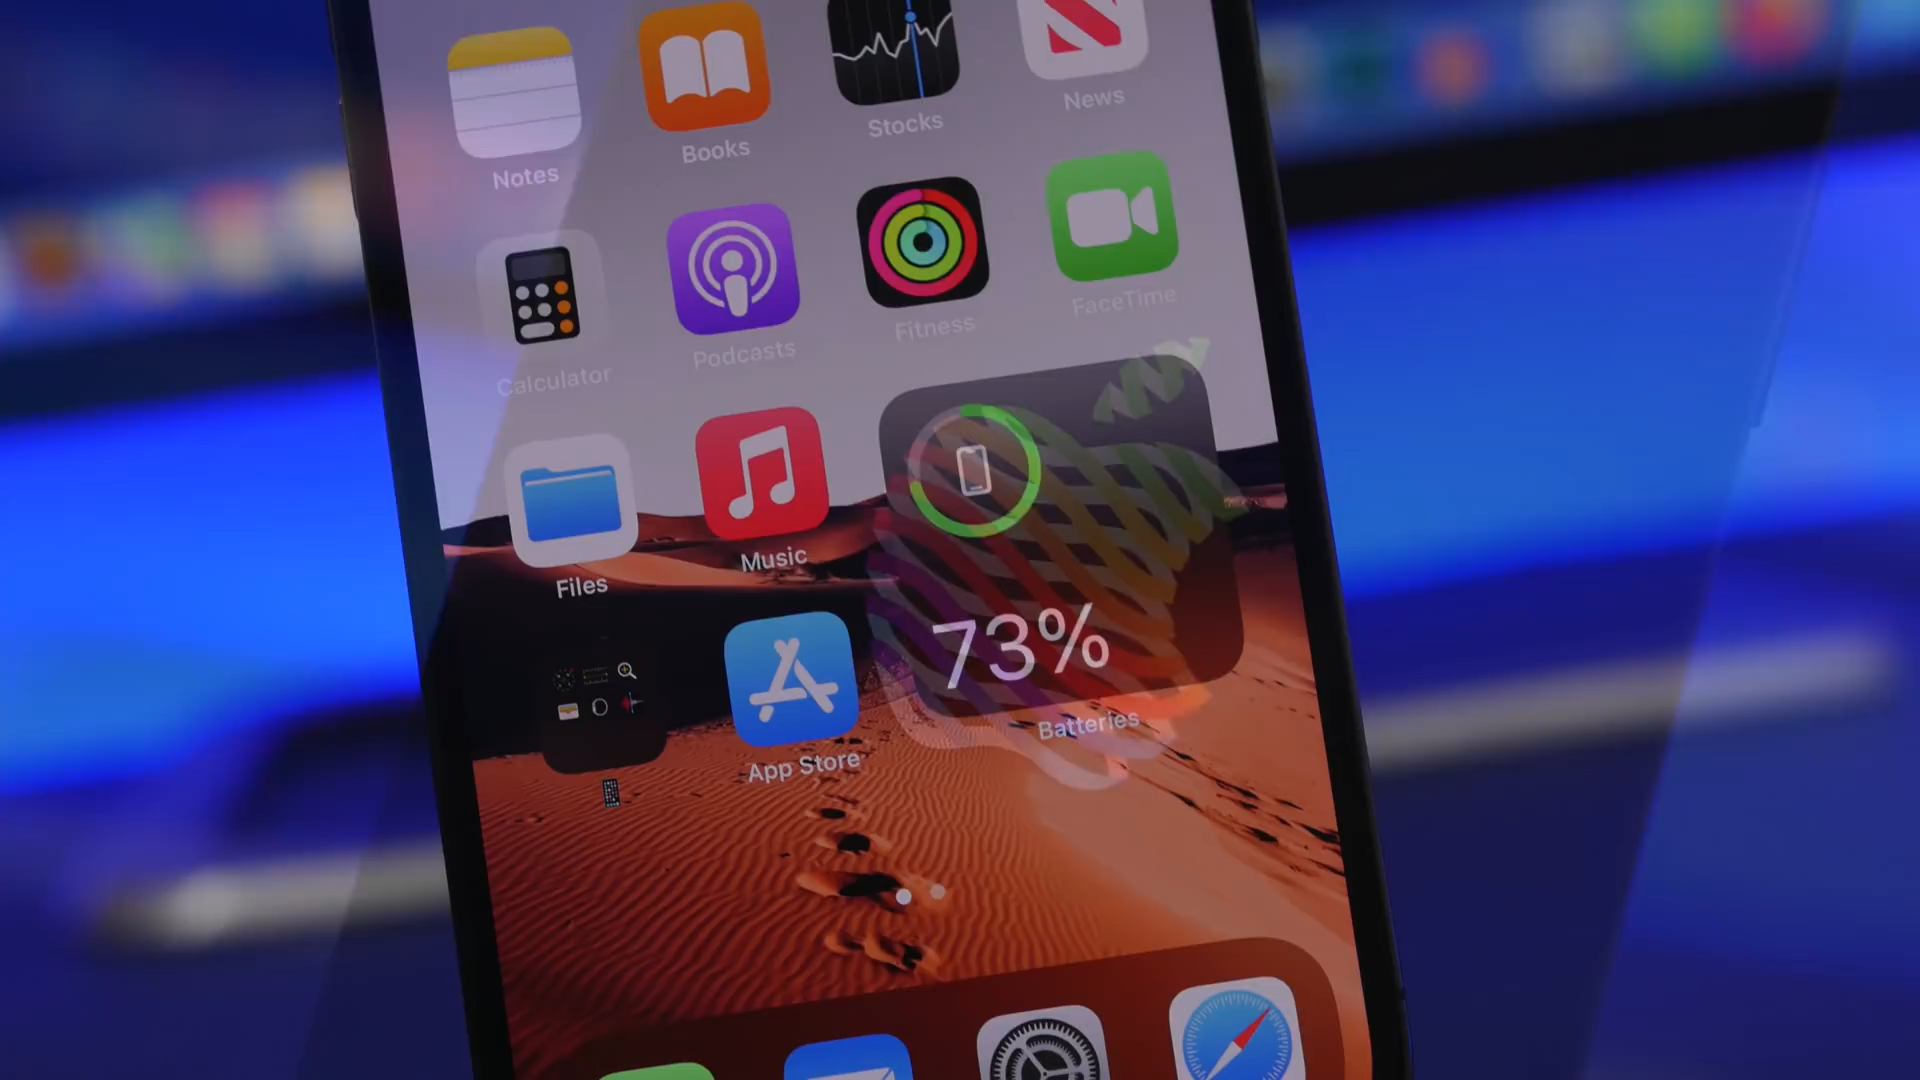 Notes
Books
Stocks
News
Calculator
Podcasts
Fitness
FaceTime
Files
Music
73%
App Store
Batteries